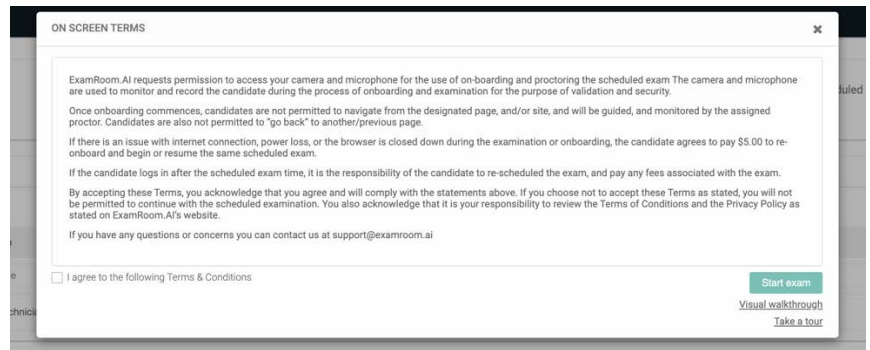 ON SCREEN TERMS
ExamRoom.AI requests permission to access your camera and microphone for the use of on-boarding and proctoring the scheduled exam The camera and microphone
are used to monitor and record the candidate during the process of onboarding and examination for the purpose of validation and security.
Once onboarding commences, candidates are not permitted to navigate from the designated page, and/or site, and will be guided, and monitored by the assigned
proctor. Candidates are also not permitted to "go back" to another/previous page.
If there is an issue with internet connection, power loss, or the browser is closed down during the examination or onboarding, the candidate agrees to pay $5.00 to re-
onboard and begin or resume the same scheduled exam.
If the candidate logs in after the scheduled exam time, it is the responsibility of the candidate to re-scheduled the exam, and pay any fees associated with the exam.
By accepting these Terms, you acknowledge that you agree and will comply with the statements above. If you choose not to accept these Terms as stated, you will not
be permitted to continue with the scheduled examination. You also acknowledge that it is your responsibility to review the Terms of Conditions and the Privacy Policy as
stated on ExamRoom.AI's website.
If you have any questions or concerns you can contact us at support@examroom.ai
I agree to the following Terms & Conditions
Start exam
Visual walkthrough
Take a tour